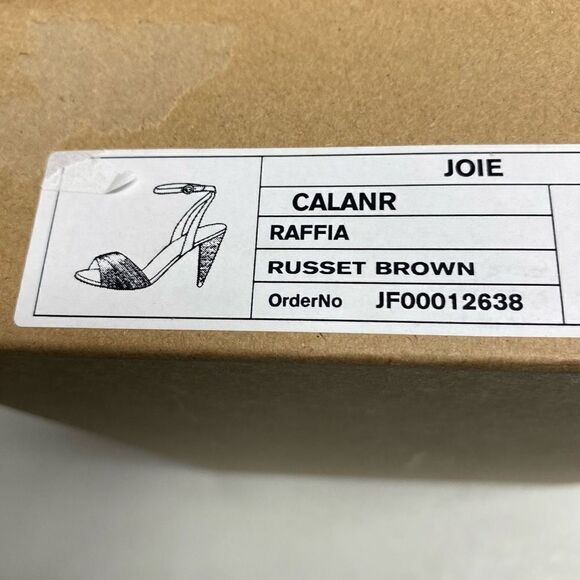 JOIE
CALANR
RAFFIA
RUSSET BROWN
OrderNo JF00012638